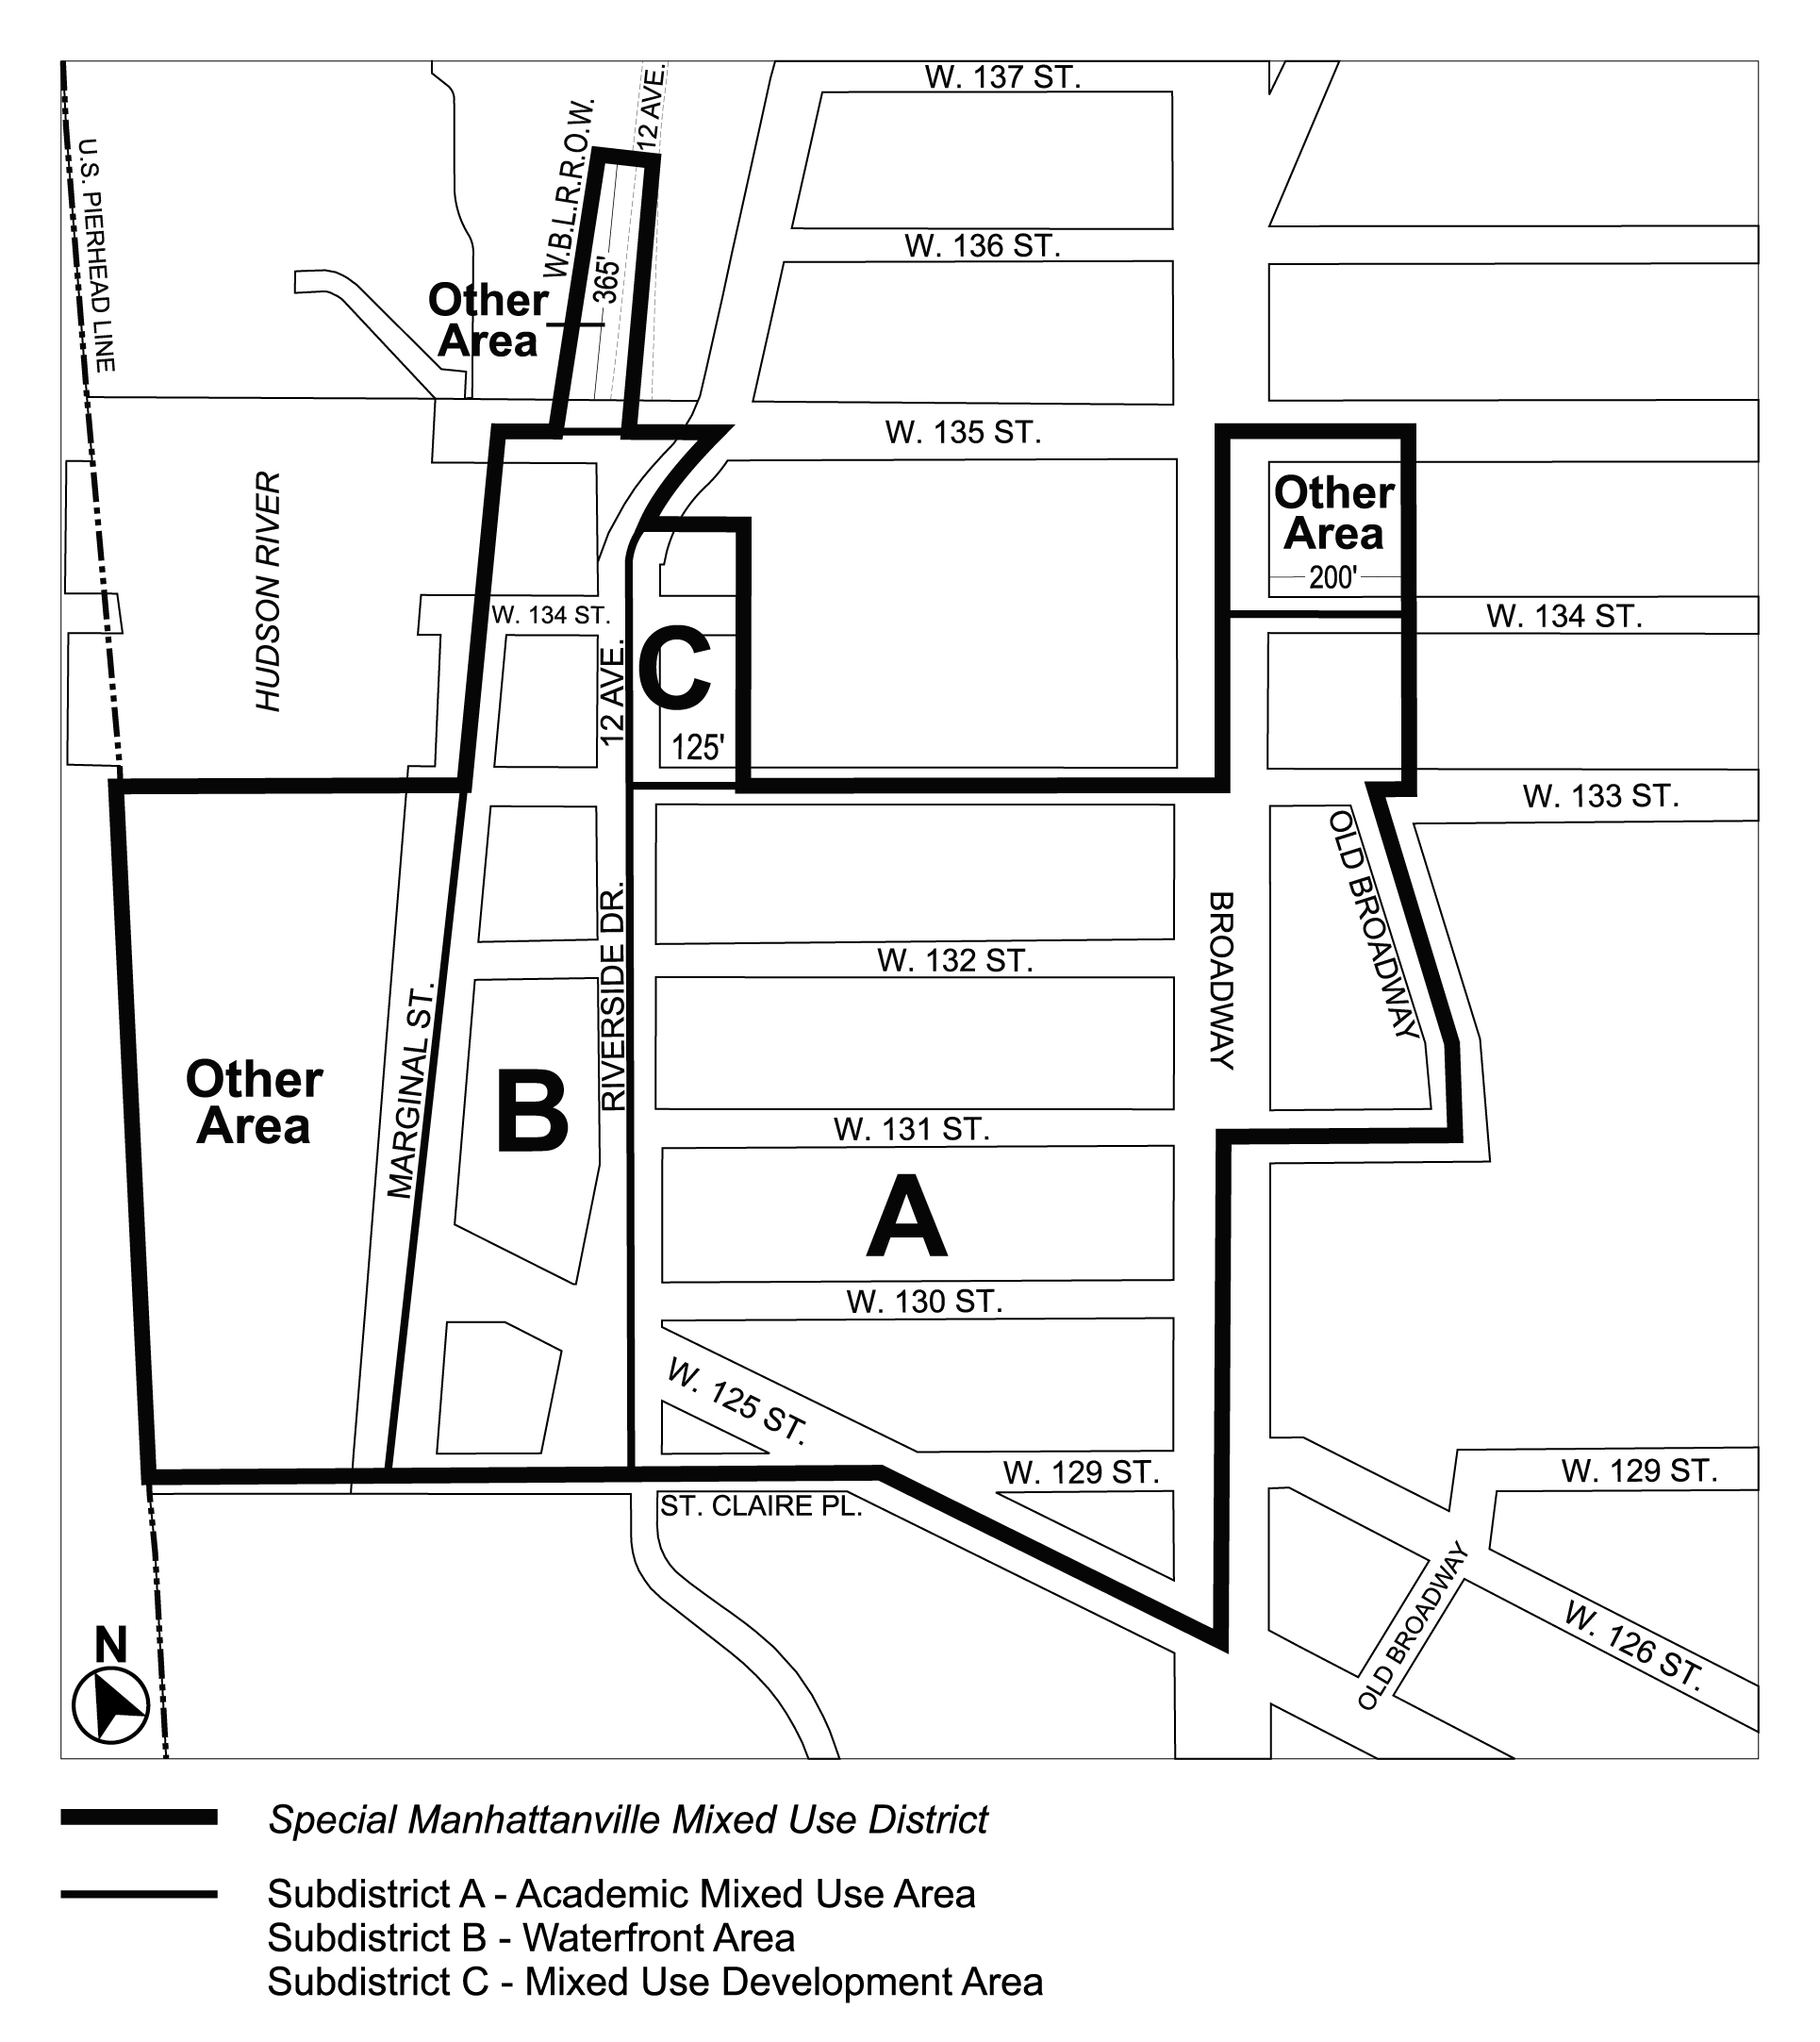 W. 137 ST.
12 AVE.
W.B.L.R.R.O.W.
U.S. PIERHEAD LINE
W. 136 ST.
365'
Other
Area
W. 135 ST.
HUDSON RIVER
Other
Area
200'
W. 134 ST.
W. 134 ST.
C
12 AVE.
125'
W. 133 ST.
OLD BROADWAY
BROADWAY
RIVERSIDE DR.
W. 132 ST.
MARGINAL ST.
Other
Area
B
W. 131 ST.
A
W. 130 ST.
W. 125 ST.
W. 129 ST.
W. 129 ST.
ST. CLAIRE PL.
OLD BROADWAY
W. 126 ST.
N
Special Manhattanville Mixed Use District
Subdistrict A - Academic Mixed Use Area
Subdistrict B - Waterfront Area
Subdistrict C - Mixed Use Development Area